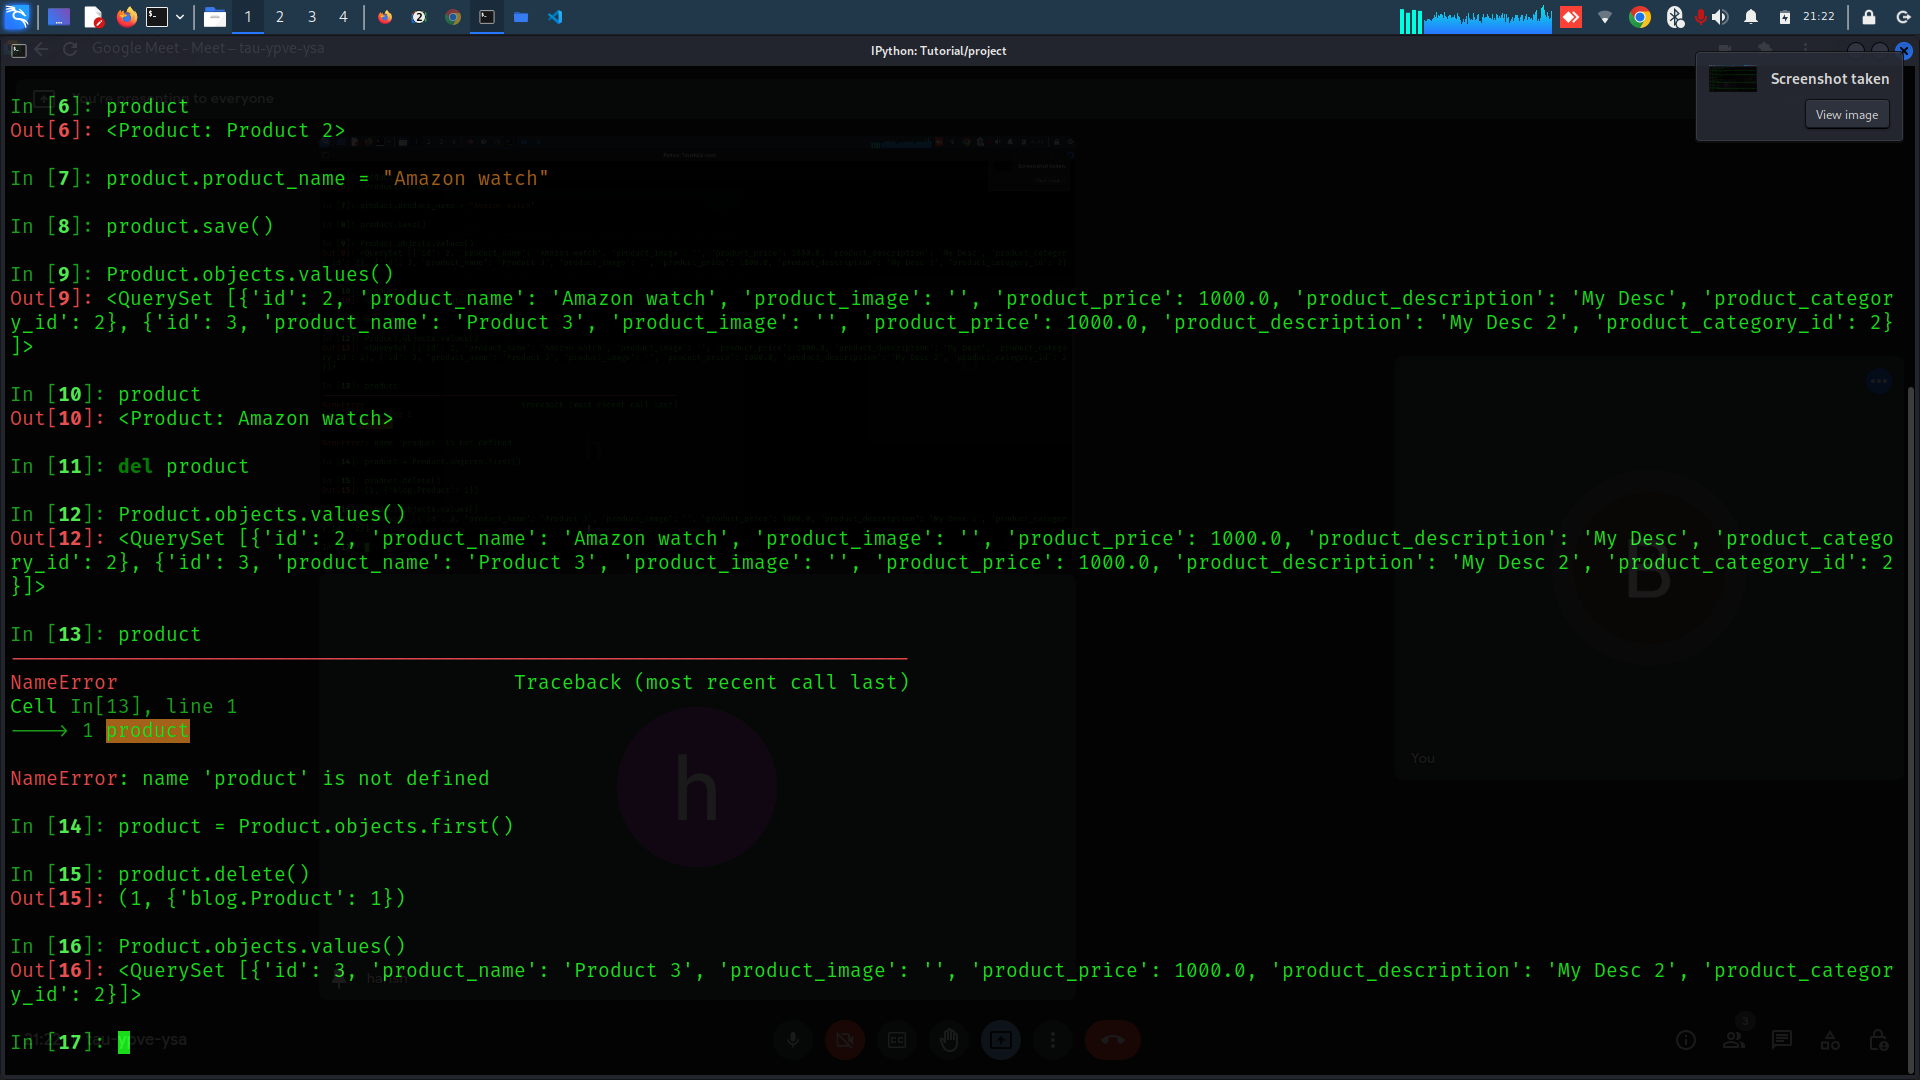 1 2 3 4
21:22
Google Meet - Meet – tau-ypve-ysa
IPython: Tutorial/project
Screenshot taken
View image
You're presenting to everyone
In [6]: product
Out[6]: <Product: Product 2>
In [7]: product.product_name = "Amazon watch"
In [8]: product.save()
In [9]: Product.objects.values()
Out[9]: <QuerySet [{'id': 2, 'product_name': 'Amazon watch', 'product_image': '', 'product_price': 1000.0, 'product_description': 'My Desc', 'product_categor
y_id': 2}, {'id': 3, 'product_name': 'Product 3', 'product_image': '', 'product_price': 1000.0, 'product_description': 'My Desc 2', 'product_category_id': 2}
]>
In [10]: product
Out[10]: <Product: Amazon watch>
In [11]: del product
In [12]: Product.objects.values()
Out[12]: <QuerySet [{'id': 2, 'product_name': 'Amazon watch', 'product_image': '', 'product_price': 1000.0, 'product_description': 'My Desc', 'product_catego
ry_id': 2}, {'id': 3, 'product_name': 'Product 3', 'product_image': '', 'product_price': 1000.0, 'product_description': 'My Desc 2', 'product_category_id': 2
}]>
B
In [13]: product
NameError Traceback (most recent call last)
Cell In[13], line 1
----> 1 product
You
NameError: name 'product' is not defined
h
In [14]: product = Product.objects.first()
In [15]: product.delete()
Out[15]: (1, {'blog.Product': 1})
In [16]: Product.objects.values()
Out[16]: <QuerySet [{'id': 3, 'product_name': 'Product 3', 'product_image': '', 'product_price': 1000.0, 'product_description': 'My Desc 2', 'product_categor
y_id': 2}]>
In [17]:
3